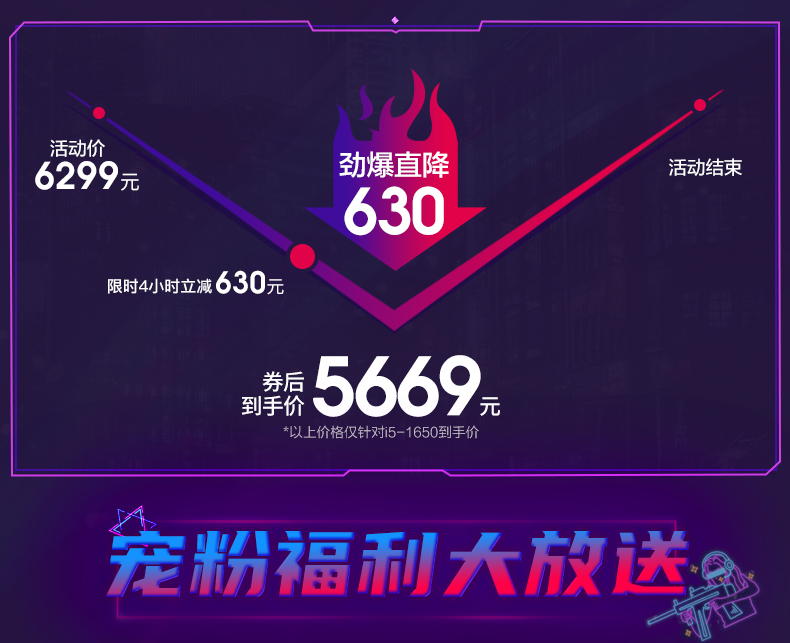 劲爆直降
630
活动价
6299元
活动结束
限时4小时立减630元
券后
到手价 5669元
*以上价格仅针对i5-1650到手价
宠粉福利大放送